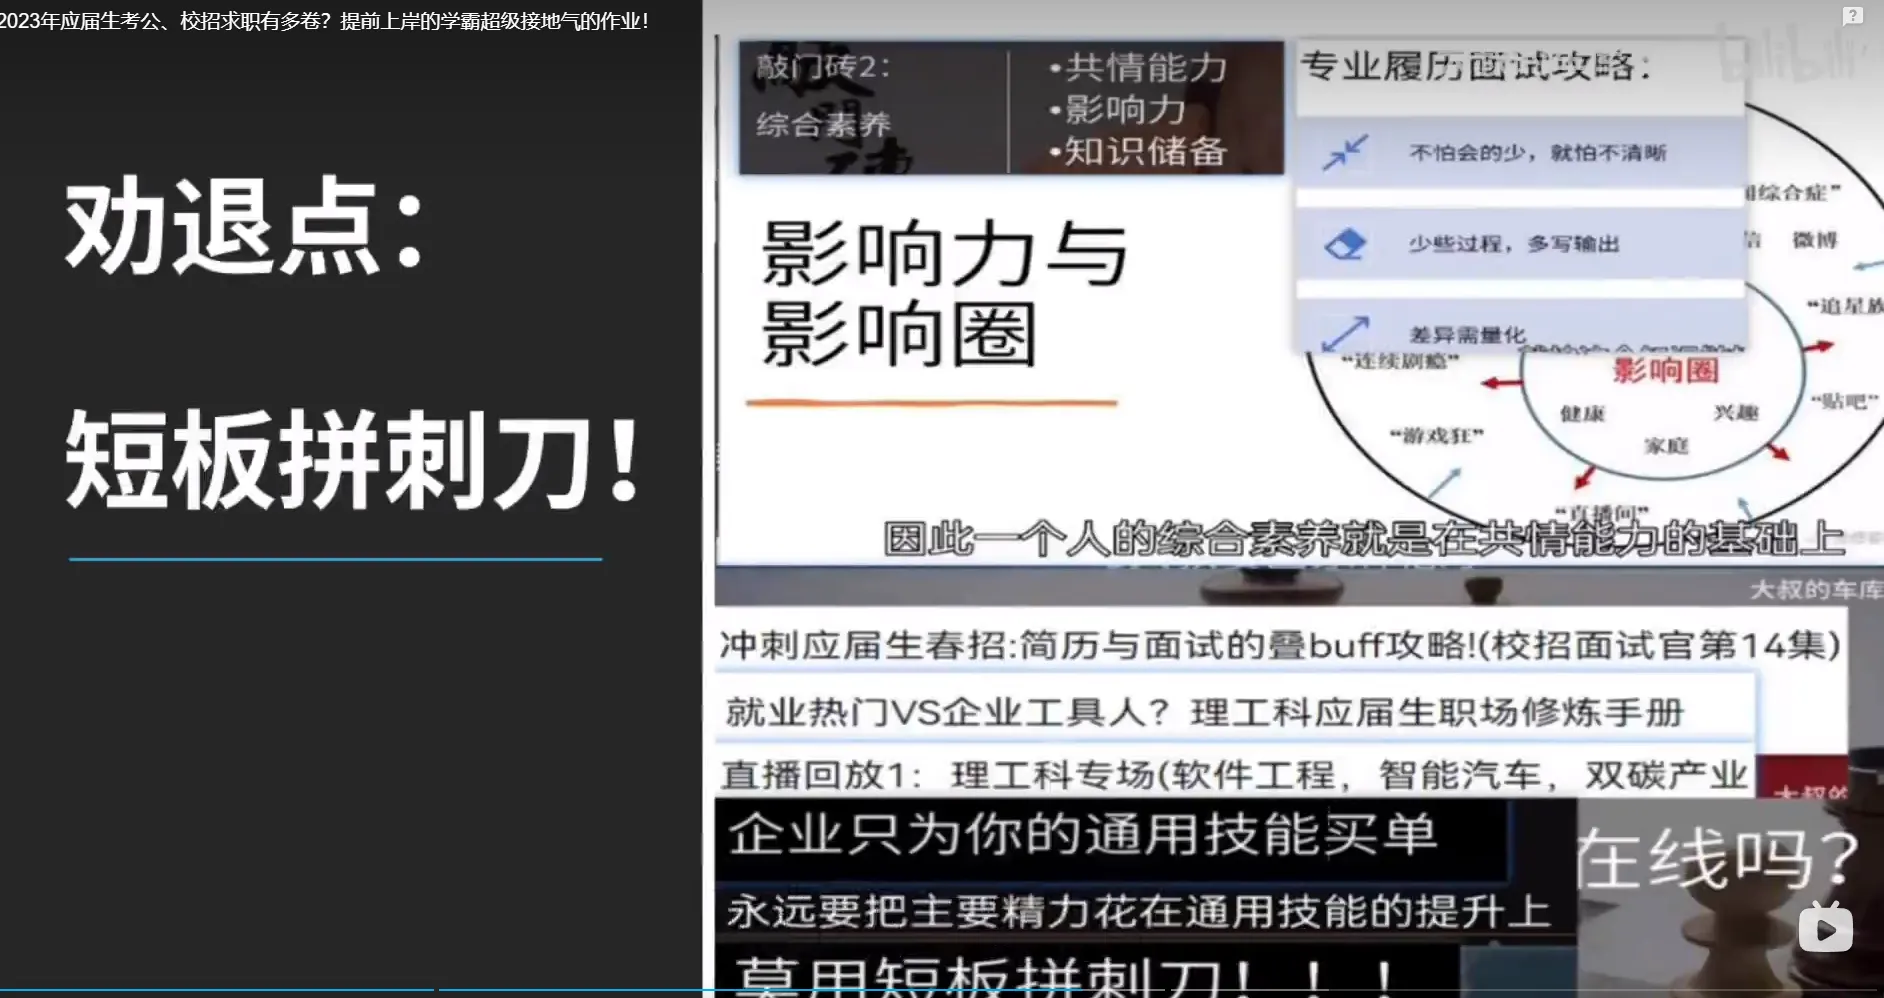 2023年应届生考公、校招求职有多卷？提前上岸的学霸超级接地气的作业！
劝退点：
短板拼刺刀！
敲门砖2：
综合素养
•共情能力
•影响力
•知识储备
专业履历面试攻略：
bilibili
不怕会的少，就怕不清晰
少些过程，多写输出
差异需量化
影响力与
影响圈
综合症”
微博
“追星族
“连续剧瘾”
影响圈
健康
兴趣
“贴吧”
“游戏狂”
家庭
“直播间”
因此一个人的综合素养就是在共情能力的基础上
大叔的车库
冲刺应届生春招:简历与面试的叠buff攻略!(校招面试官第14集)
就业热门VS企业工具人？理工科应届生职场修炼手册
直播回放1：理工科专场(软件工程，智能汽车，双碳产业
大叔的
企业只为你的通用技能买单
在线吗？
永远要把主要精力花在通用技能的提升上
莫用短板拼刺刀！！！